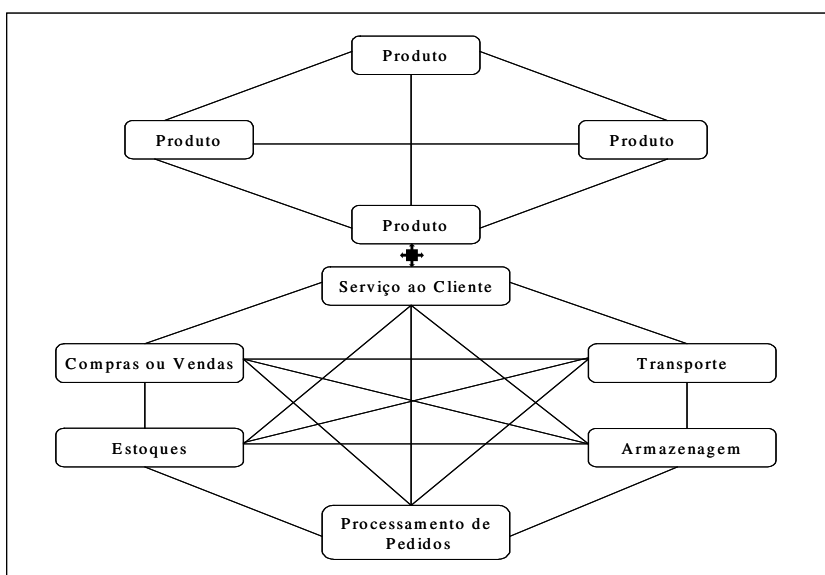 Produto
Produto
Produto
Produto
Serviço ao Cliente
Compras ou Vendas
Transporte
Estoques
Armazenagem
Processamento de
Pedidos